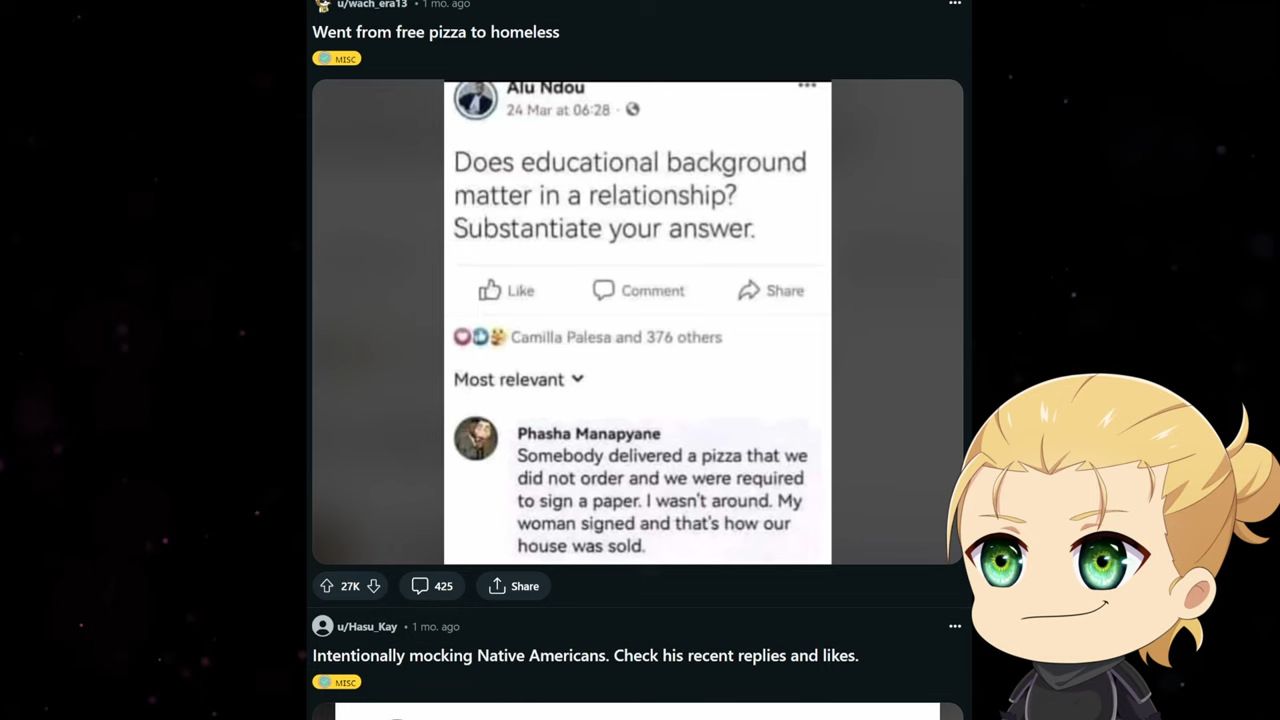 u/wach_era13 • 1 mo. ago
Went from free pizza to homeless
MISC
Alu Ndou
24 Mar at 06:28 ·
Does educational background
matter in a relationship?
Substantiate your answer.
Like Comment Share
Camilla Palesa and 376 others
Most relevant
Phasha Manapyane
Somebody delivered a pizza that we
did not order and we were required
to sign a paper. I wasn't around. My
woman signed and that's how our
house was sold.
27K 425 Share
u/Hasu_Kay • 1 mo. ago
Intentionally mocking Native Americans. Check his recent replies and likes.
MISC